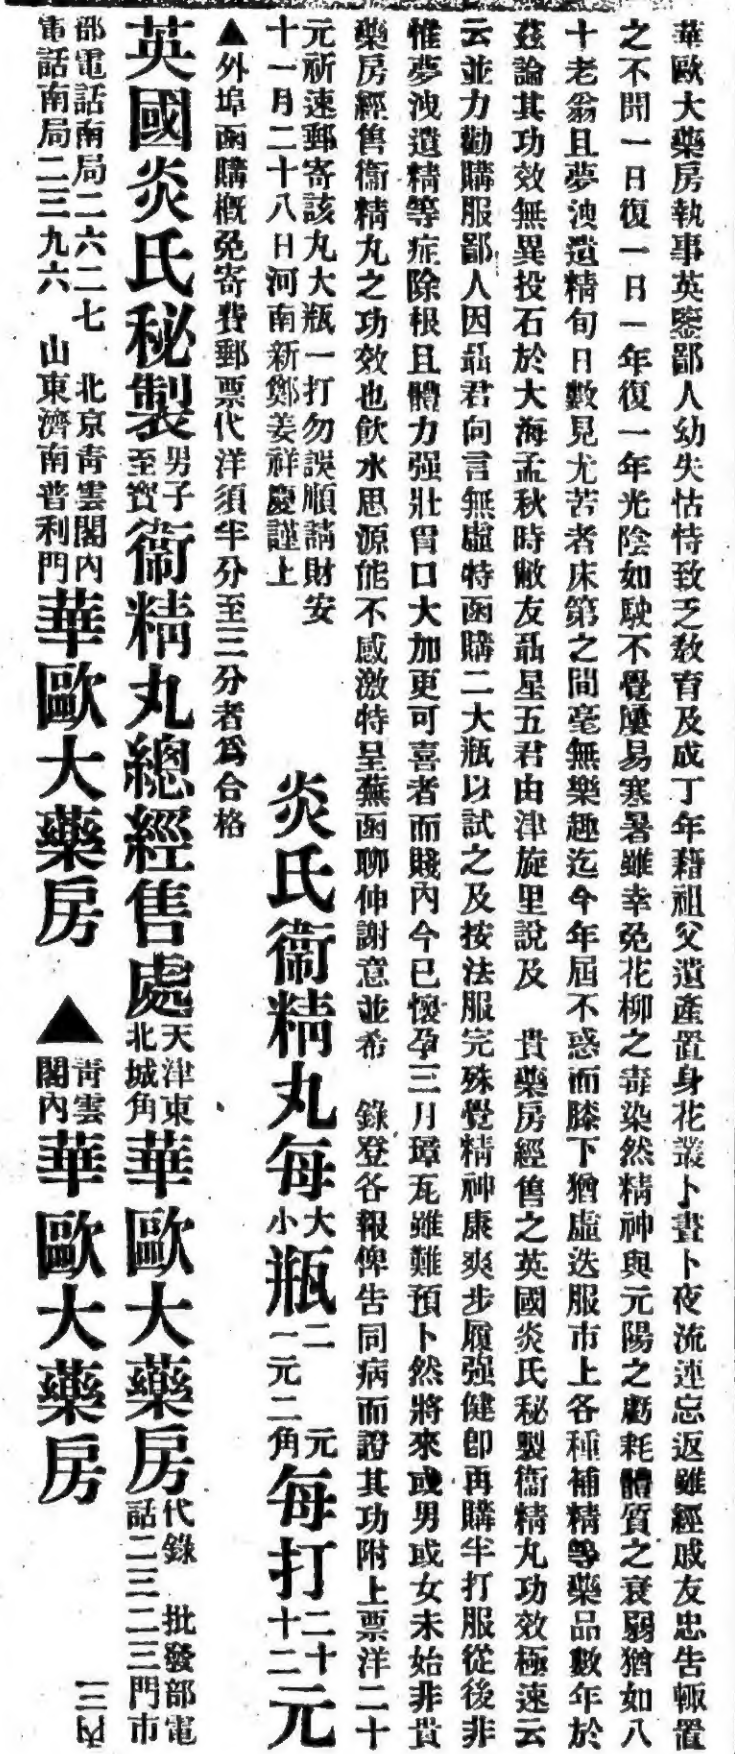 華歐大藥房執事英鑒鄙人幼失怙恃致乏教育及成丁年藉祖父遺產置身花叢卜晝卜夜流連忘返雖經戚友忠告輒置
之不聞一日復一日一年復一年光陰如駛不覺屢易寒暑雖幸免花柳之毒染然精神與元陽之虧耗體質之衰弱猶如八
十老翁且夢洩遺精旬日數見尤苦者床第之間毫無樂趣迄今年屆不惑而膝下猶虛迭服市上各種補精等藥品數年於
茲論其功效無異投石於大海孟秋時敝友聶星五君由津旋里說及 貴藥房經售之英國炎氏秘製衞精丸功效極速云
云並力勸購服鄙人因聶君向言無虛特函購二大瓶以試之及按法服完殊覺精神康爽步履强健卽再購半打服從後非
惟夢洩遺精等症除根且體力强壯胃口大加更可喜者而賤內今已懷孕三月璋瓦雖難預卜然將來或男或女未始非貴
藥房經售衞精丸之功效也飲水思源能不感激特呈蕪函聊伸謝意並希 錄登各報俾告同病而證其功附上票洋二十
元祈速郵寄該丸大瓶一打勿誤順請財安
十一月二十八日河南新鄭姜祥慶謹上
炎氏衞精丸每大小瓶二元一元二角每打二十十二元
▲外埠函購概免寄費郵票代洋須半分至三分者爲合格
英國炎氏秘製男子至寶衞精丸總經售處天津東北城角華歐大藥房代錄 批發部電話二三二三門市
部電話南局二六二七 北京靑雲閣內
電話南局二三九六 山東濟南普利門
華歐大藥房 ▲靑雲閣內華歐大藥房
三內